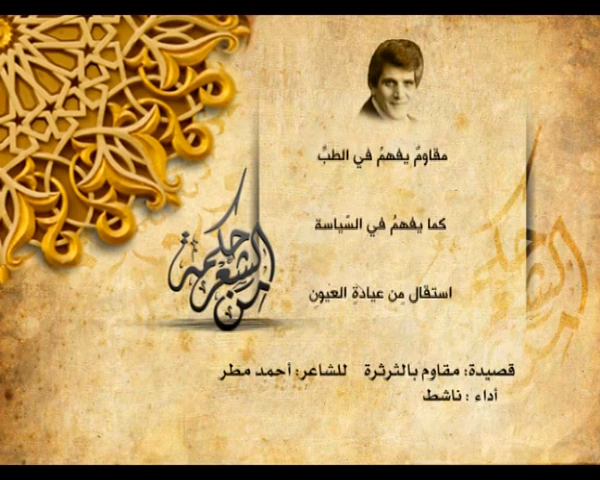 مقاومٌ يفهمُ في الطبِّ
كما يفهمُ في السّياسة
استقال مِن عيادةِ العيونِ
من الشعر حكمة
قصيدة: مقاوم بالثرثرة للشاعر: أحمد مطر
أداء : ناشط